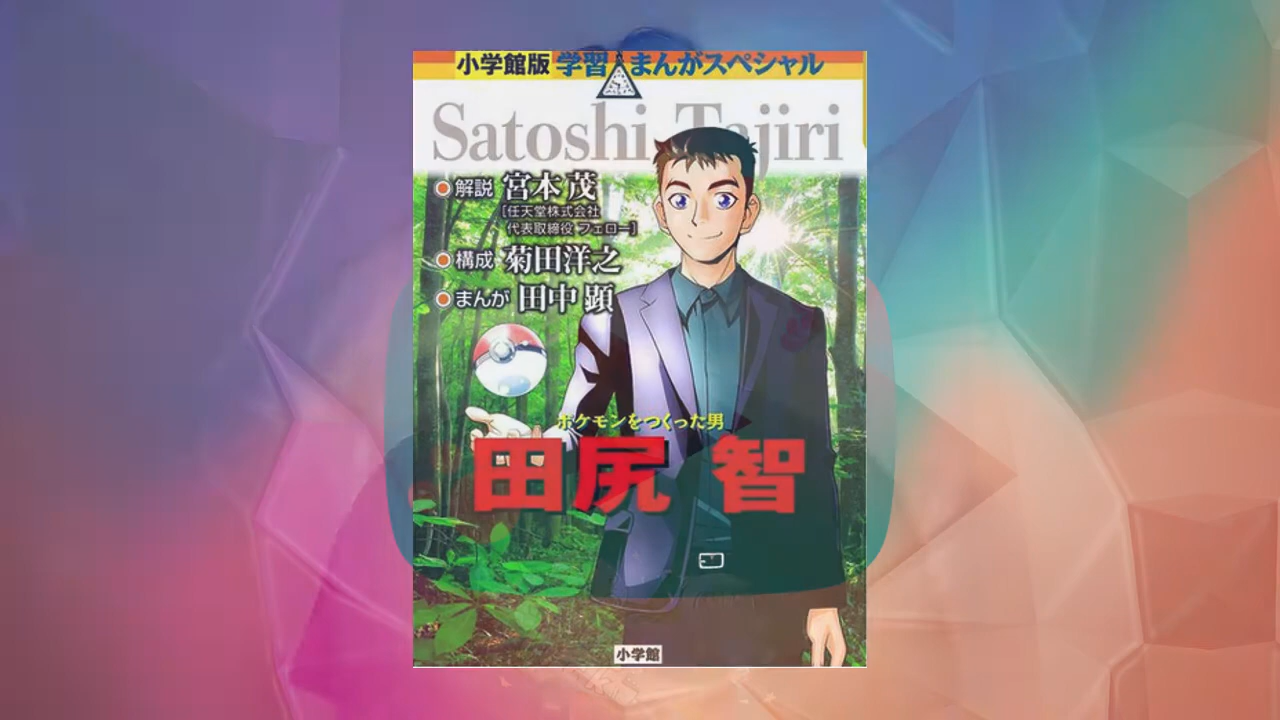 小学館版 学習まんがスペシャル
Satoshi Tajiri
解説 宮本 茂
[任天堂株式会社
代表取締役 フェロー]
構成 菊田洋之
まんが 田中 顕
ポケモンをつくった男
田尻 智
小学館